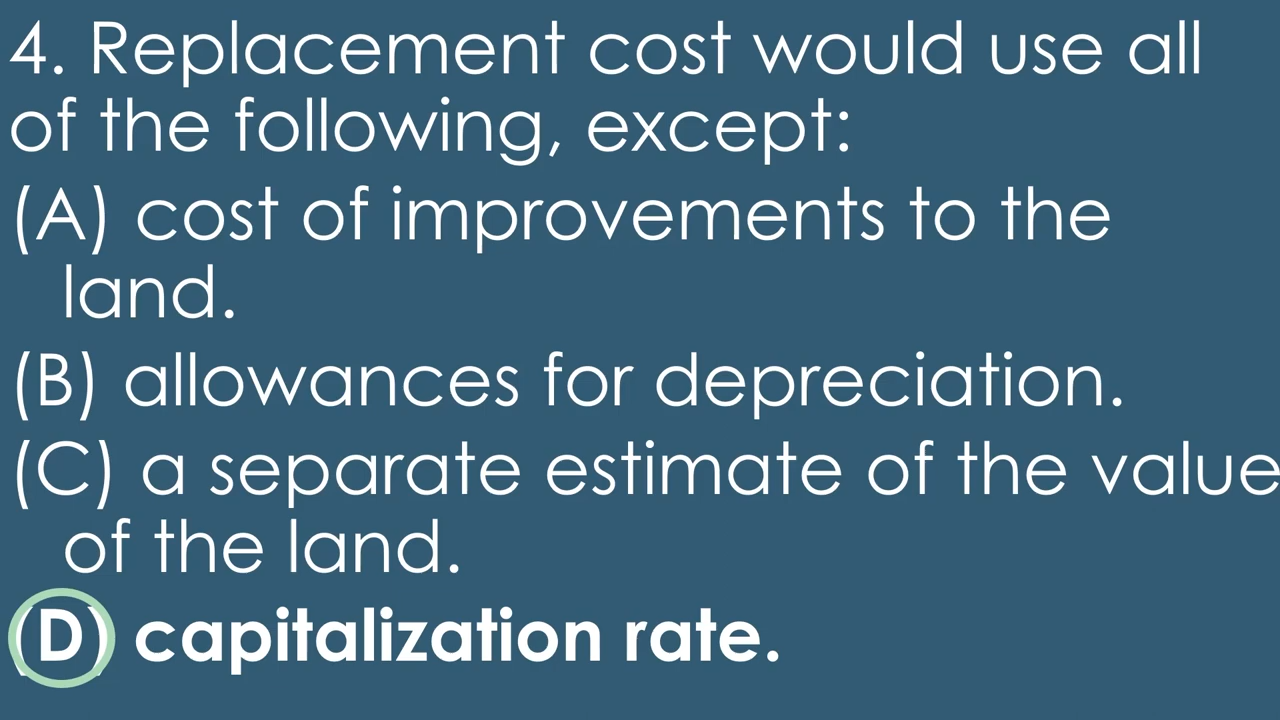 4. Replacement cost would use all
of the following, except:
(A) cost of improvements to the
land.
(B) allowances for depreciation.
(C) a separate estimate of the value
of the land.
(D) capitalization rate.